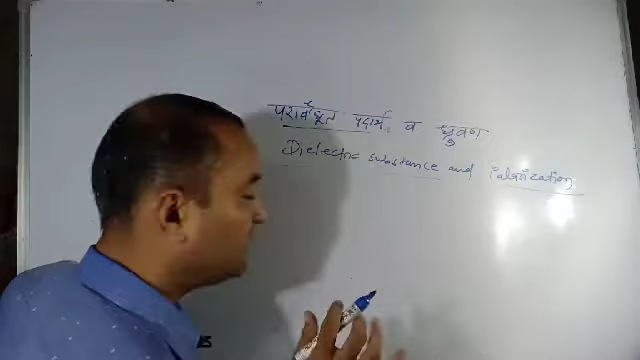 परावैद्युत पदार्थ व ध्रुवण
Dielectric substance and Polarization